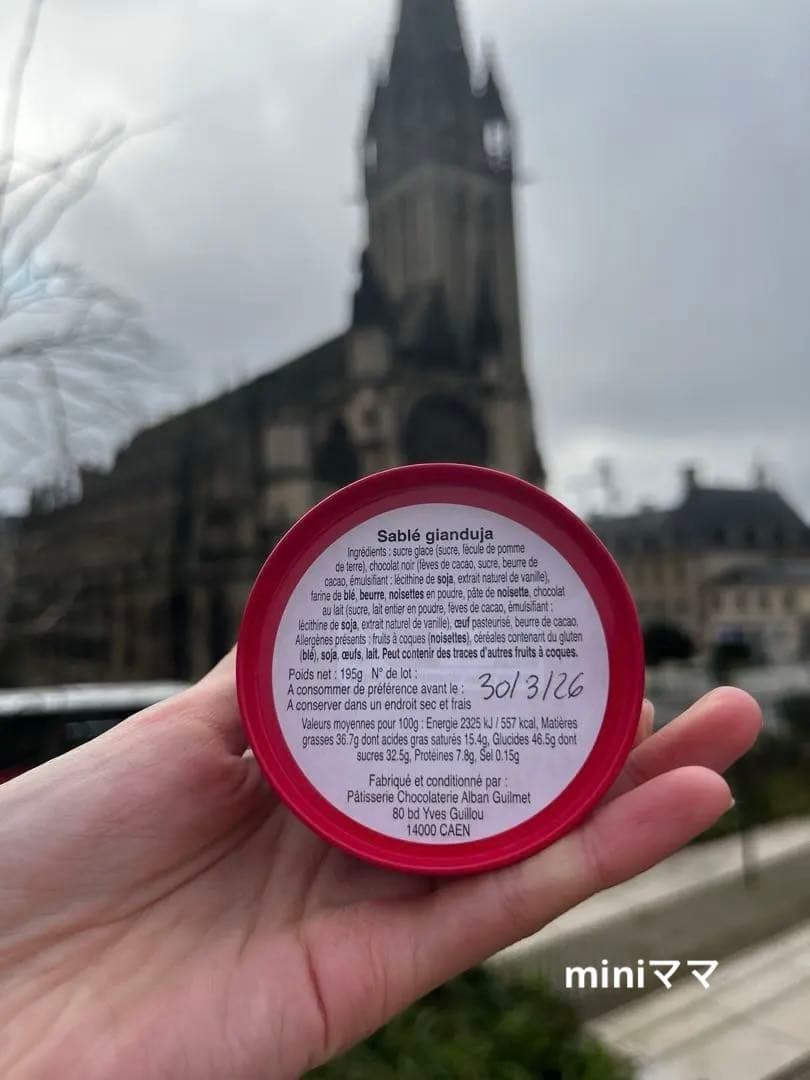 Sablé gianduja
Ingrédients : sucre glace (sucre, fécule de pomme
de terre), chocolat noir (fèves de cacao, sucre, beurre de
cacao, émulsifiant : lécithine de soja, extrait naturel de vanille),
farine de blé, beurre, noisettes en poudre, pâte de noisette, chocolat
au lait (sucre, lait entier en poudre, fèves de cacao, émulsifiant :
lécithine de soja, extrait naturel de vanille), œuf pasteurisé, beurre de cacao.
Allergènes présents : fruits à coques (noisettes), céréales contenant du gluten
(blé), soja, œufs, lait. Peut contenir des traces d'autres fruits à coques.
Poids net : 195g N° de lot :
A consommer de préférence avant le : 30/3/26
A conserver dans un endroit sec et frais
Valeurs moyennes pour 100g : Energie 2325 kJ / 557 kcal, Matières
grasses 36.7g dont acides gras saturés 15.4g, Glucides 46.5g dont
sucres 32.5g, Protéines 7.8g, Sel 0.15g
Fabriqué et conditionné par :
Pâtisserie Chocolaterie Alban Guilmet
80 bd Yves Guillou
14000 CAEN
miniママ